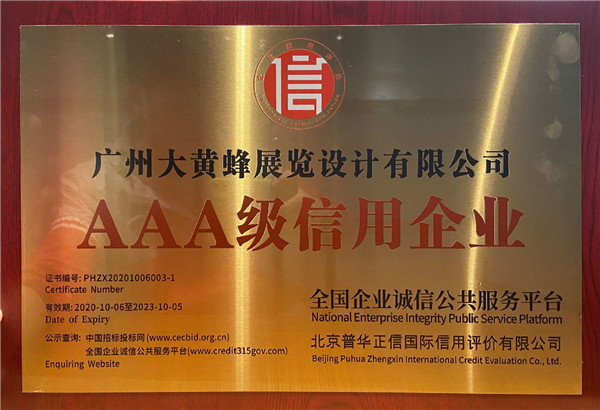 信
广州大黄蜂展览设计有限公司
AAA级信用企业
证书编号: PHZX20201006003-1
Certificate Number
有效期: 2020-10-06至2023-10-05
Date of Expiry
公示查询: 中国招标投标网(www.cecbid.org.cn)
全国企业诚信公共服务平台(www.credit315gov.com)
Enquiring Website
全国企业诚信公共服务平台
National Enterprise Integrity Public Service Platform
北京普华正信国际信用评价有限公司
Beijing Puhua Zhengxin International Credit Evaluation Co., Ltd.